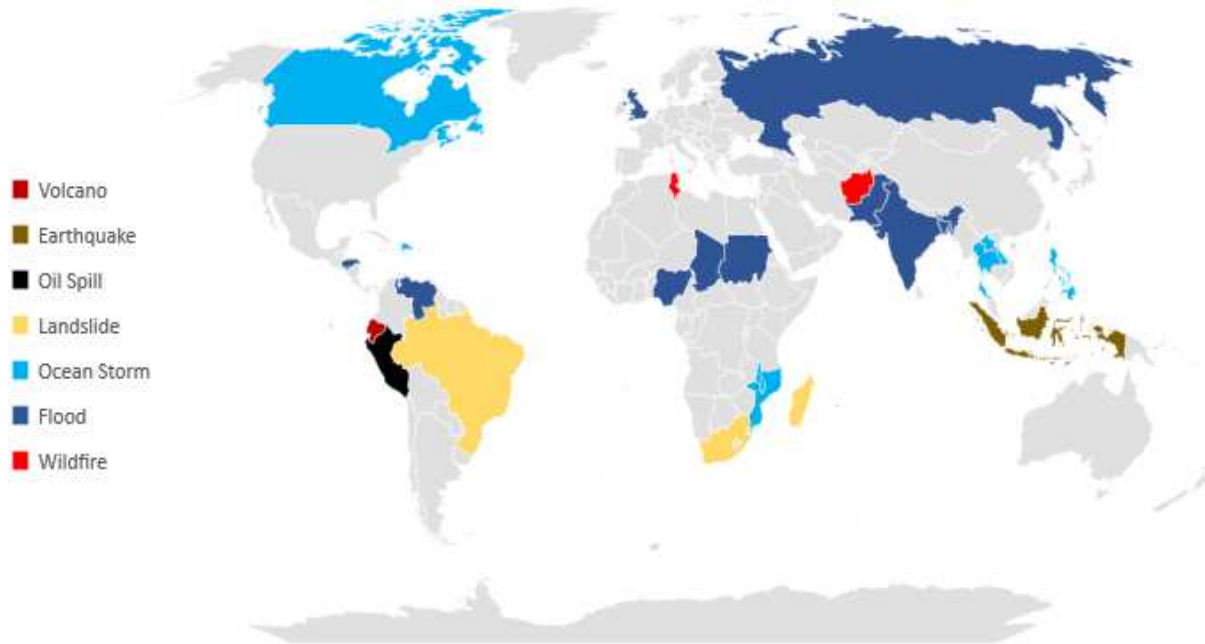 Volcano
Earthquake
Oil Spill
Landslide
Ocean Storm
Flood
Wildfire